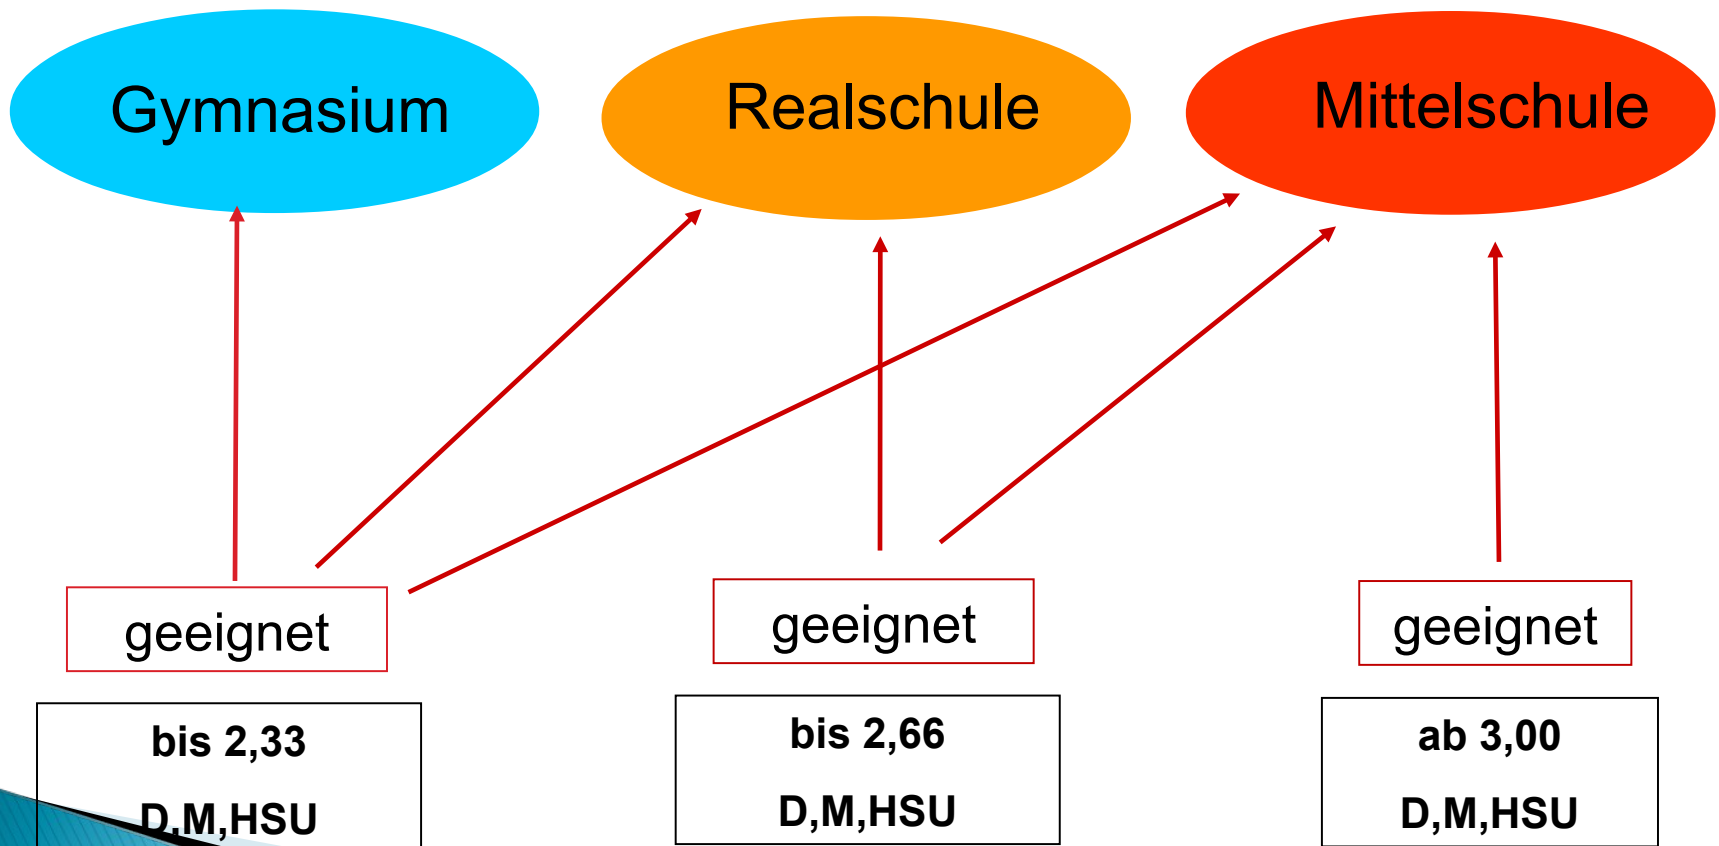 Gymnasium
Realschule
Mittelschule
geeignet
geeignet
geeignet
bis 2,33
D,M,HSU
bis 2,66
D,M,HSU
ab 3,00
D,M,HSU